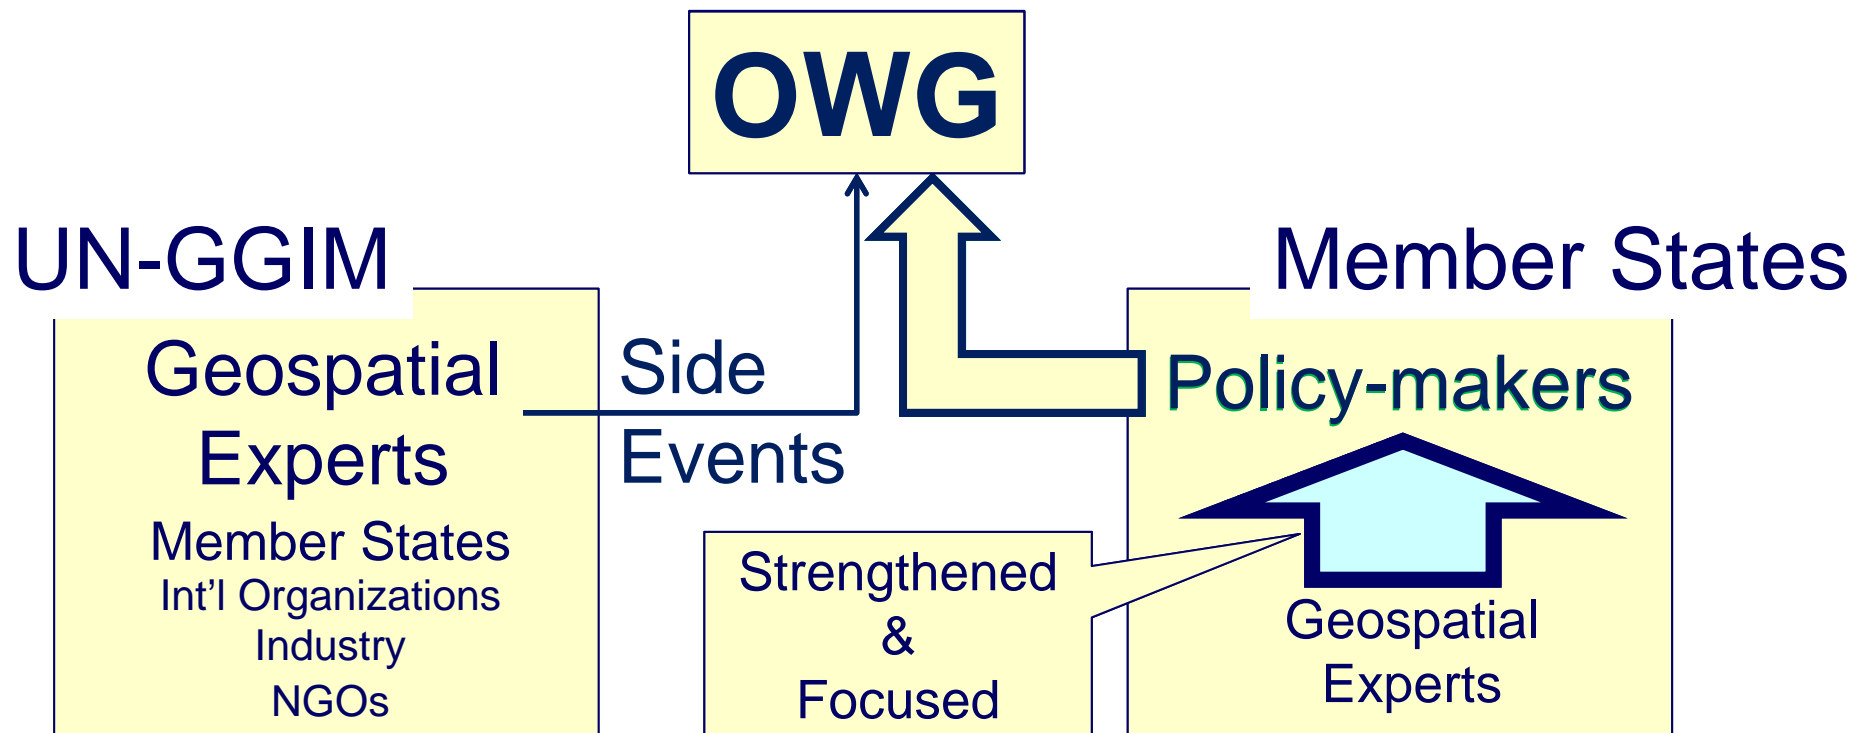 OWG
UN-GGIM
Geospatial
Experts
Member States
Int'l Organizations
Industry
NGOs
Side
Events
Strengthened
&
Focused
Member States
Policy-makers
Geospatial
Experts